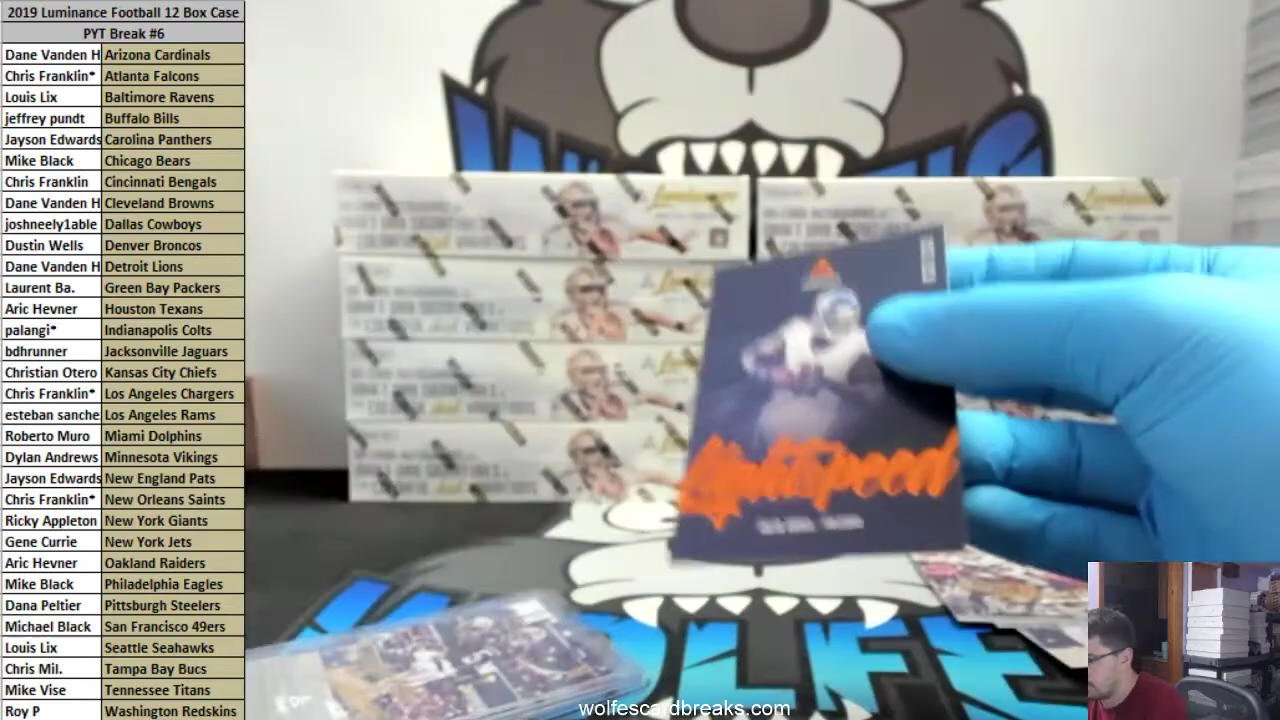 2019 Luminance Football 12 Box Case
PYT Break #6
Dane Vanden H Arizona Cardinals
Chris Franklin* Atlanta Falcons
Louis Lix Baltimore Ravens
jeffrey pundt Buffalo Bills
Jayson Edwards Carolina Panthers
Mike Black Chicago Bears
Chris Franklin Cincinnati Bengals
Dane Vanden H Cleveland Browns
joshneely1able Dallas Cowboys
Dustin Wells Denver Broncos
Dane Vanden H Detroit Lions
Laurent Ba. Green Bay Packers
Aric Hevner Houston Texans
palangi* Indianapolis Colts
bdhrunner Jacksonville Jaguars
Christian Otero Kansas City Chiefs
Chris Franklin* Los Angeles Chargers
esteban sanche Los Angeles Rams
Roberto Muro Miami Dolphins
Dylan Andrews Minnesota Vikings
Jayson Edwards New England Pats
Chris Franklin* New Orleans Saints
Ricky Appleton New York Giants
Gene Currie New York Jets
Aric Hevner Oakland Raiders
Mike Black Philadelphia Eagles
Dana Peltier Pittsburgh Steelers
Michael Black San Francisco 49ers
Louis Lix Seattle Seahawks
Chris Mil. Tampa Bay Bucs
Mike Vise Tennessee Titans
Roy P Washington Redskins
Luminance
LightSpeed
wolfescardbreaks.com